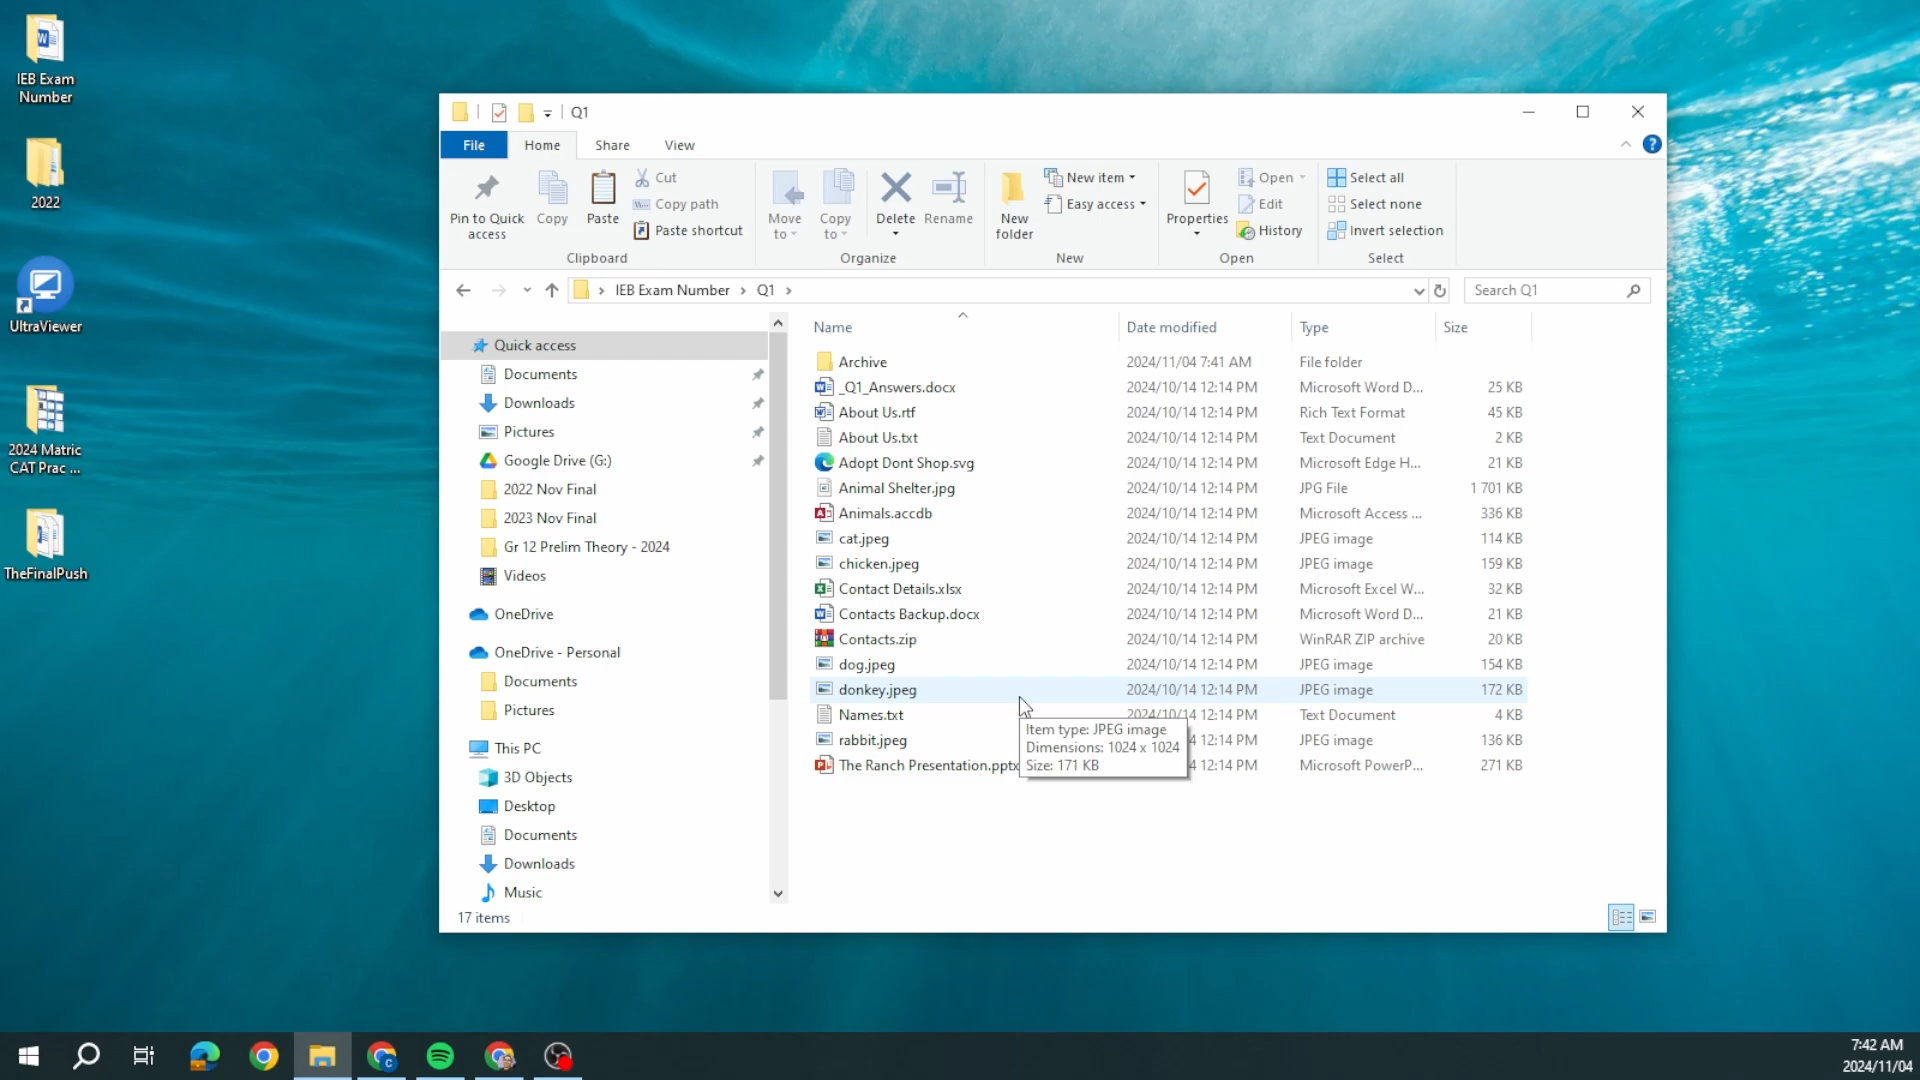 IEB Exam
Number
2022
UltraViewer
2024 Matric
CAT Prac ...
TheFinalPush
Q1
File
Home
Share
View
Pin to Quick
access
Copy
Paste
Cut
Copy path
Paste shortcut
Clipboard
Move
to
Copy
to
Delete
Rename
Organize
New
folder
New item
Easy access
New
Properties
Open
Edit
History
Open
Select all
Select none
Invert selection
Select
IEB Exam Number
Q1
Search Q1
Quick access
Documents
Downloads
Pictures
Google Drive (G:)
2022 Nov Final
2023 Nov Final
Gr 12 Prelim Theory - 2024
Videos
OneDrive
OneDrive - Personal
Documents
Pictures
This PC
3D Objects
Desktop
Documents
Downloads
Music
17 items
Name Date modified Type Size
Archive 2024/11/04 7:41 AM File folder
_Q1_Answers.docx 2024/10/14 12:14 PM Microsoft Word D... 25 KB
About Us.rtf 2024/10/14 12:14 PM Rich Text Format 45 KB
About Us.txt 2024/10/14 12:14 PM Text Document 2 KB
Adopt Dont Shop.svg 2024/10/14 12:14 PM Microsoft Edge H... 21 KB
Animal Shelter.jpg 2024/10/14 12:14 PM JPG File 1 701 KB
Animals.accdb 2024/10/14 12:14 PM Microsoft Access ... 336 KB
cat.jpeg 2024/10/14 12:14 PM JPEG image 114 KB
chicken.jpeg 2024/10/14 12:14 PM JPEG image 159 KB
Contact Details.xlsx 2024/10/14 12:14 PM Microsoft Excel W... 32 KB
Contacts Backup.docx 2024/10/14 12:14 PM Microsoft Word D... 21 KB
Contacts.zip 2024/10/14 12:14 PM WinRAR ZIP archive 20 KB
dog.jpeg 2024/10/14 12:14 PM JPEG image 154 KB
donkey.jpeg 2024/10/14 12:14 PM JPEG image 172 KB
Names.txt 2024/10/14 12:14 PM Text Document 4 KB
rabbit.jpeg 4 12:14 PM JPEG image 136 KB
The Ranch Presentation.pptx 4 12:14 PM Microsoft PowerP... 271 KB
Item type: JPEG image
Dimensions: 1024 x 1024
Size: 171 KB
7:42 AM
2024/11/04